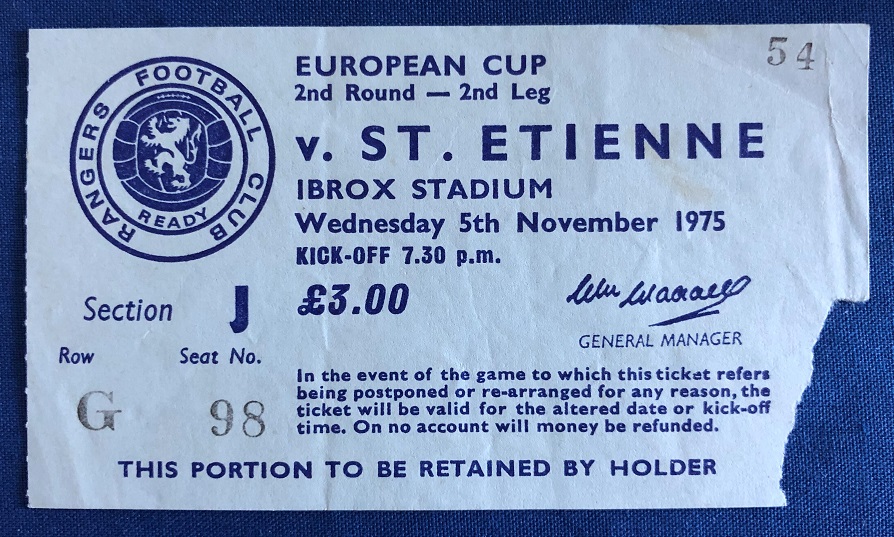 54
RANGERS FOOTBALL CLUB
READY
EUROPEAN CUP
2nd Round — 2nd Leg
v. ST. ETIENNE
IBROX STADIUM
Wednesday 5th November 1975
KICK-OFF 7.30 p.m.
Section J
£3.00
GENERAL MANAGER
Row Seat No.
G 98
In the event of the game to which this ticket refers
being postponed or re-arranged for any reason, the
ticket will be valid for the altered date or kick-off
time. On no account will money be refunded.
THIS PORTION TO BE RETAINED BY HOLDER